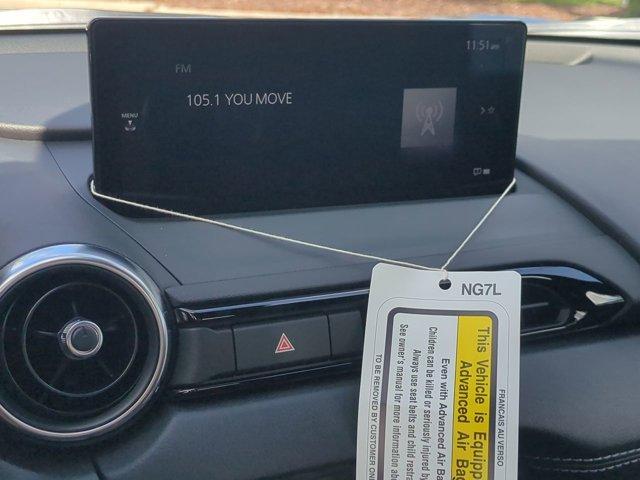 11:51 AM
FM
105.1 YOU MOVE
MENU
NG7L
FRANCAIS AU VERSO
This Vehicle is Equipp
Advanced Air Bag
Even with Advanced Air Ba
Children can be killed or seriously injured by
Always use seat belts and child restra
See owner's manual for more information ab
TO BE REMOVED BY CUSTOMER ON